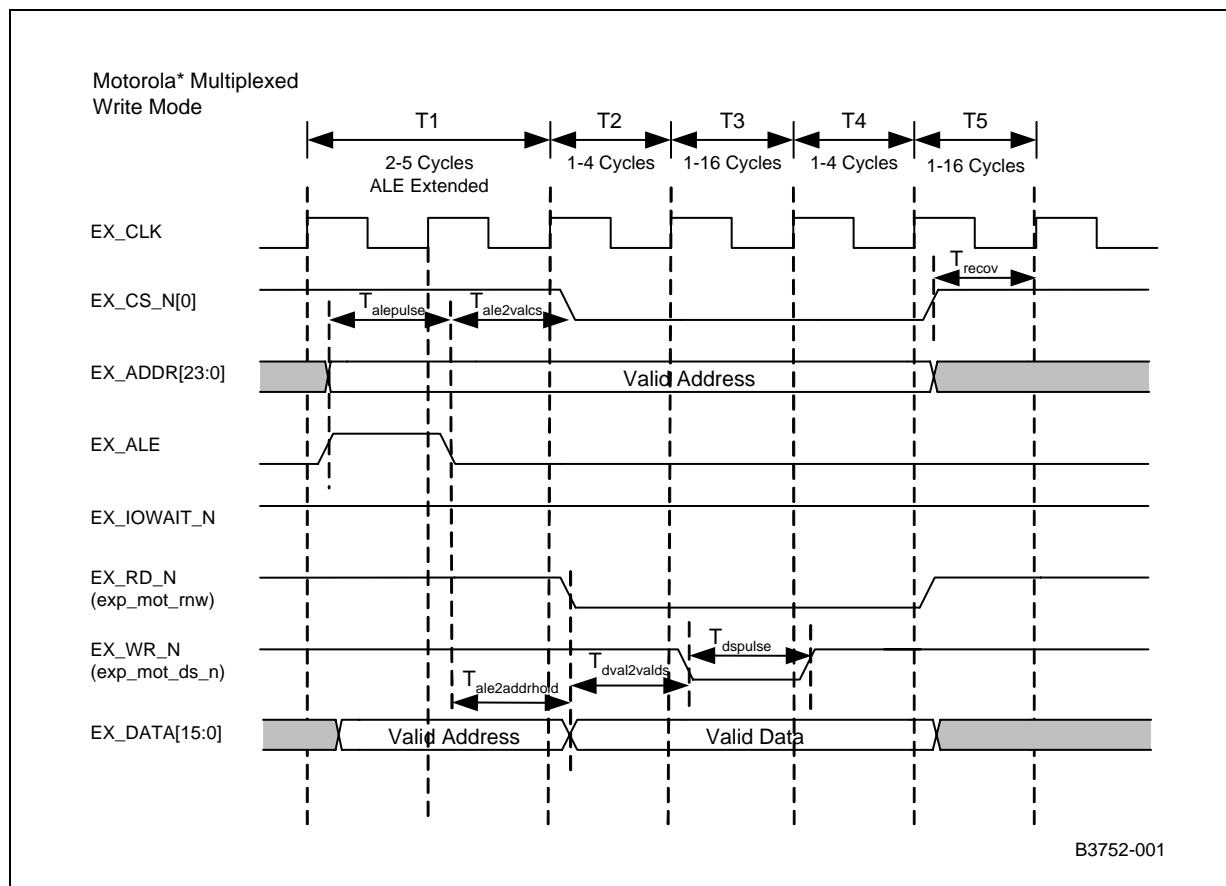 Motorola* Multiplexed
Write Mode
T1 T2 T3 T4 T5
2-5 Cycles 1-4 Cycles 1-16 Cycles 1-4 Cycles 1-16 Cycles
ALE Extended
EX_CLK
Trecov
EX_CS_N[0]
Talepulse Tale2valcs
EX_ADDR[23:0] Valid Address
EX_ALE
EX_IOWAIT_N
EX_RD_N
(exp_mot_rnw)
EX_WR_N
(exp_mot_ds_n)
Tdspulse
Tdval2valds
Tale2addrhold
EX_DATA[15:0] Valid Address Valid Data
B3752-001